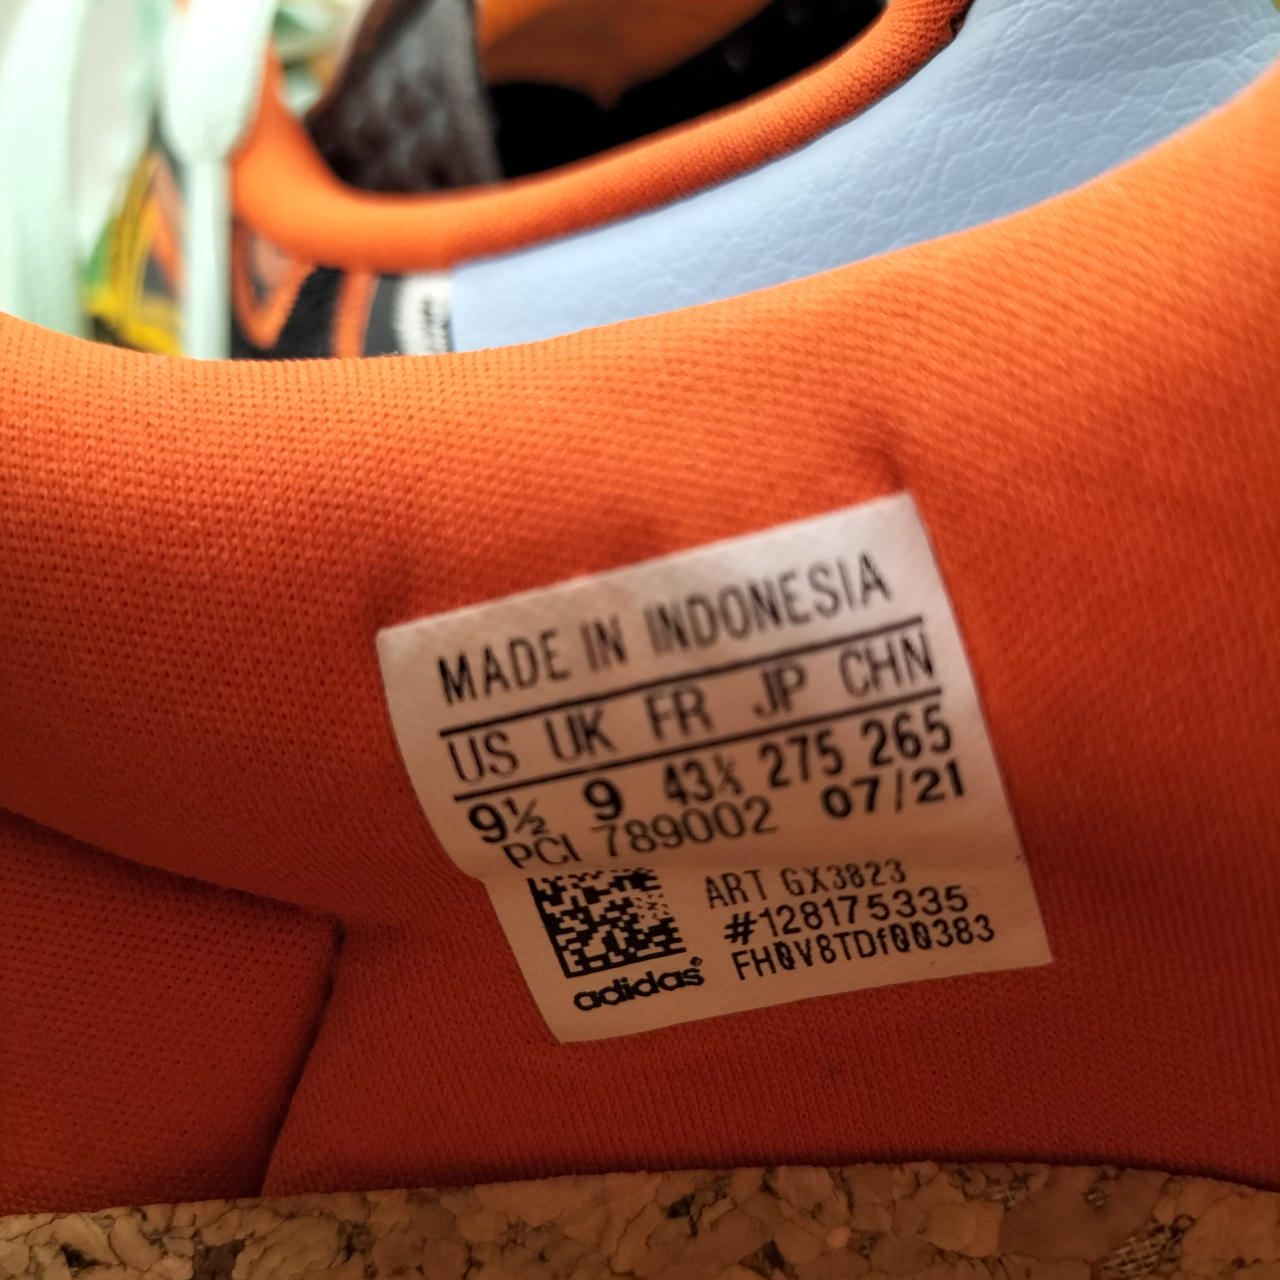 MADE IN INDONESIA
US UK FR JP CHN
9½ 9 43⅓ 275 265
PCI 789002 07/21
ART GX3823
#128175335
FH0V8TDf00383
adidas®